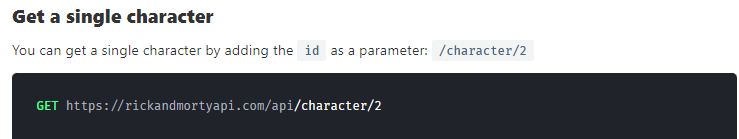 Get a single character
You can get a single character by adding the id as a parameter: /character/2
GET https://rickandmortyapi.com/api/character/2